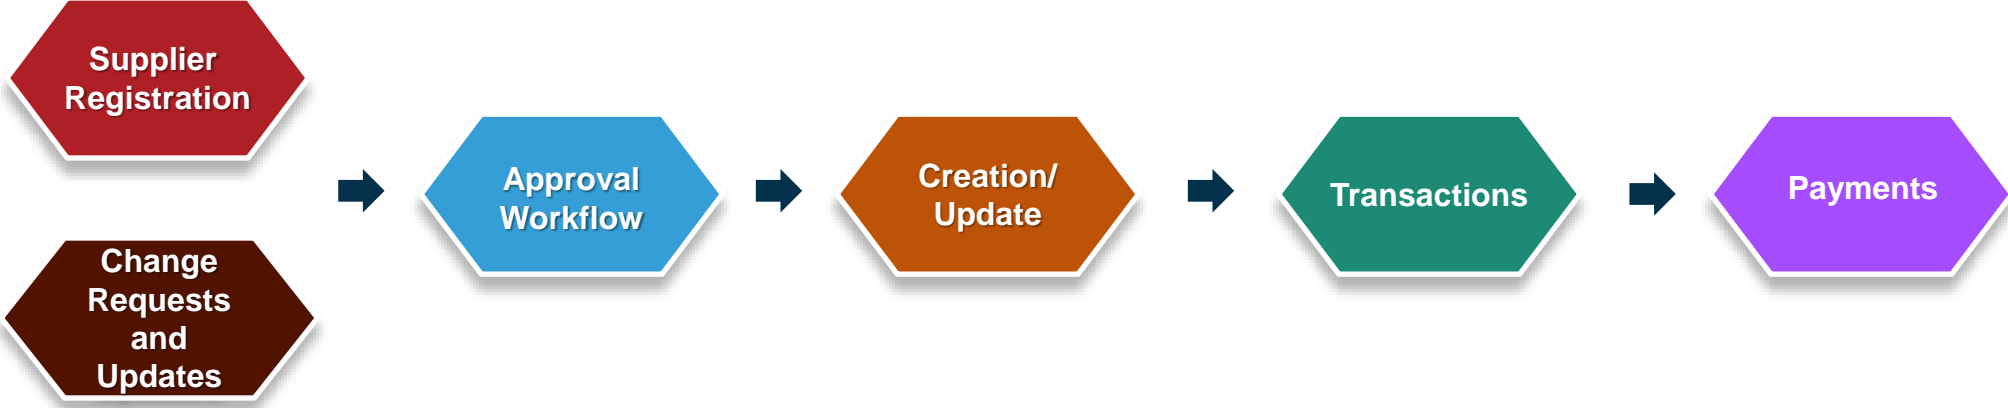 Supplier
Registration
Change
Requests
and
Updates
Approval
Workflow
Creation/
Update
Transactions
Payments